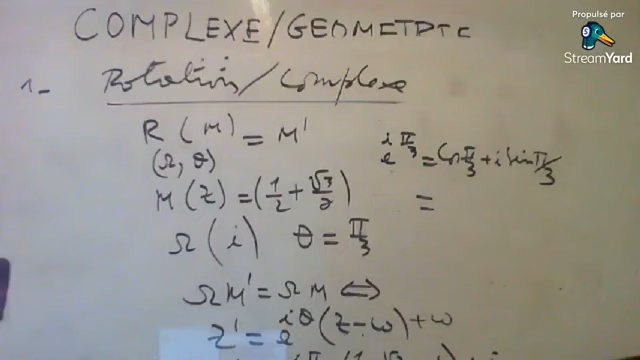 Propulsé par
StreamYard
COMPLEXE/GEOMETRIE
1- Rotation/Complexe
R(M) = M'
(Ω, θ)
e^{iπ/3} = Cos π/3 + i Sin π/3
M(Z) = (1/2 + √3/2)
=
Ω(i) θ = π/3
ΩM' = ΩM ⇔
Z' = e^{iθ}(Z-ω)+ω